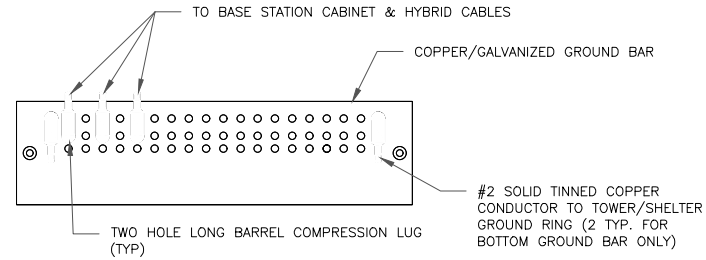 TO BASE STATION CABINET & HYBRID CABLES
COPPER/GALVANIZED GROUND BAR
#2 SOLID TINNED COPPER
CONDUCTOR TO TOWER/SHELTER
GROUND RING (2 TYP. FOR
BOTTOM GROUND BAR ONLY)
TWO HOLE LONG BARREL COMPRESSION LUG
(TYP)